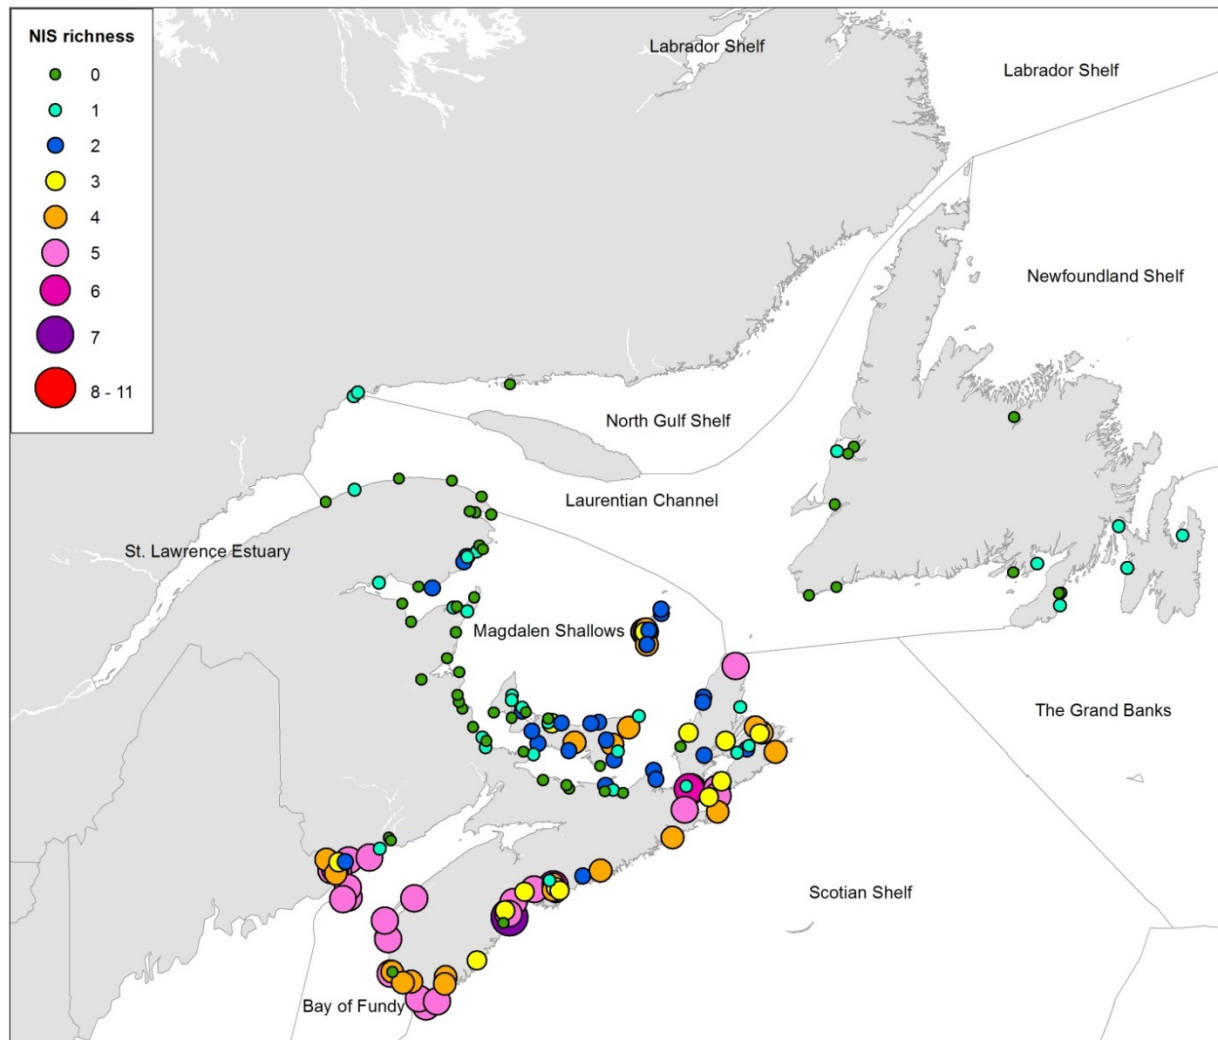 NIS richness
0
1
2
3
4
5
6
7
8 - 11
Labrador Shelf
Labrador Shelf
Newfoundland Shelf
North Gulf Shelf
Laurentian Channel
St. Lawrence Estuary
Magdalen Shallows
The Grand Banks
Scotian Shelf
Bay of Fundy